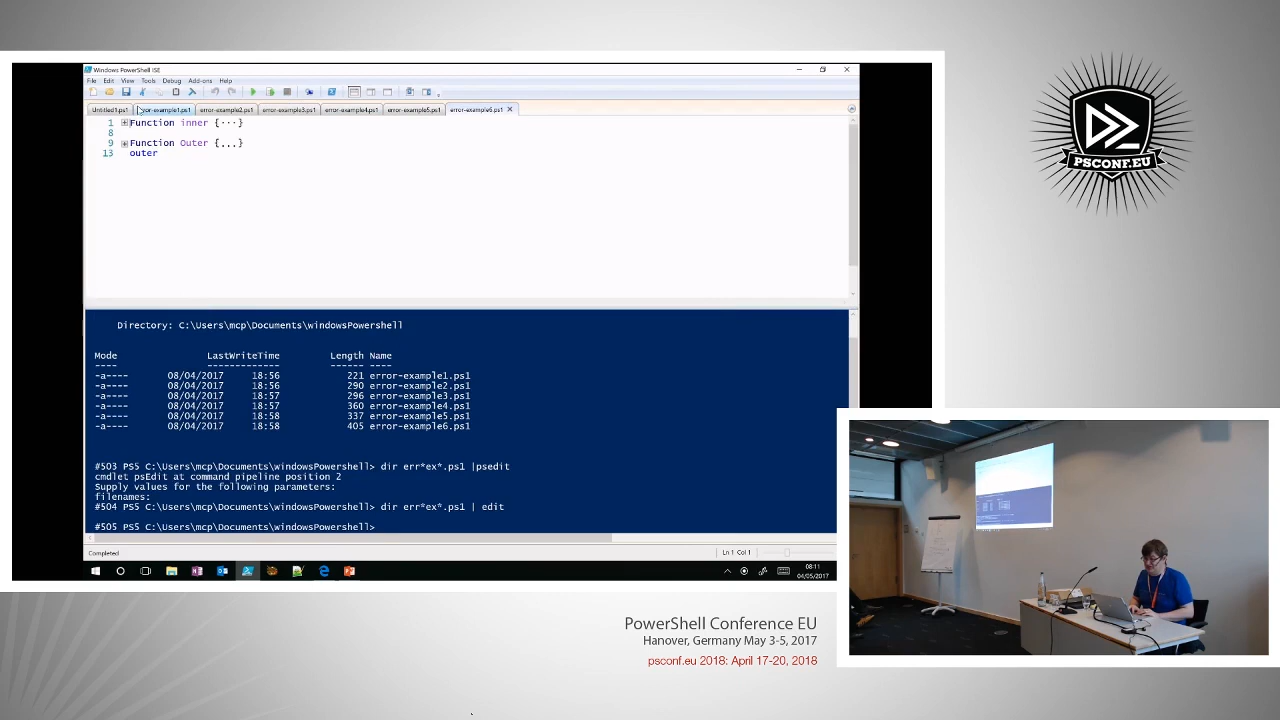 Windows PowerShell ISE
File Edit View Tools Debug Add-ons Help
Untitled1.ps1 error-example1.ps1 error-example2.ps1 error-example3.ps1 error-example4.ps1 error-example5.ps1 error-example6.ps1
1 Function inner {...}
8
9 Function Outer {...}
13 outer
Directory: C:\Users\mcp\Documents\windowsPowershell
Mode LastWriteTime Length Name
---- ------------- ------ ----
-a---- 08/04/2017 18:56 221 error-example1.ps1
-a---- 08/04/2017 18:56 290 error-example2.ps1
-a---- 08/04/2017 18:57 296 error-example3.ps1
-a---- 08/04/2017 18:57 360 error-example4.ps1
-a---- 08/04/2017 18:58 337 error-example5.ps1
-a---- 08/04/2017 18:58 405 error-example6.ps1
#503 PS5 C:\Users\mcp\Documents\windowsPowershell> dir err*ex*.ps1 |psedit
cmdlet psEdit at command pipeline position 2
Supply values for the following parameters:
filenames:
#504 PS5 C:\Users\mcp\Documents\windowsPowershell> dir err*ex*.ps1 | edit
#505 PS5 C:\Users\mcp\Documents\windowsPowershell>
Completed
Ln 1 Col 1
08:11
04/05/2017
PSCONF.EU
PowerShell Conference EU
Hanover, Germany May 3-5, 2017
psconf.eu 2018: April 17-20, 2018